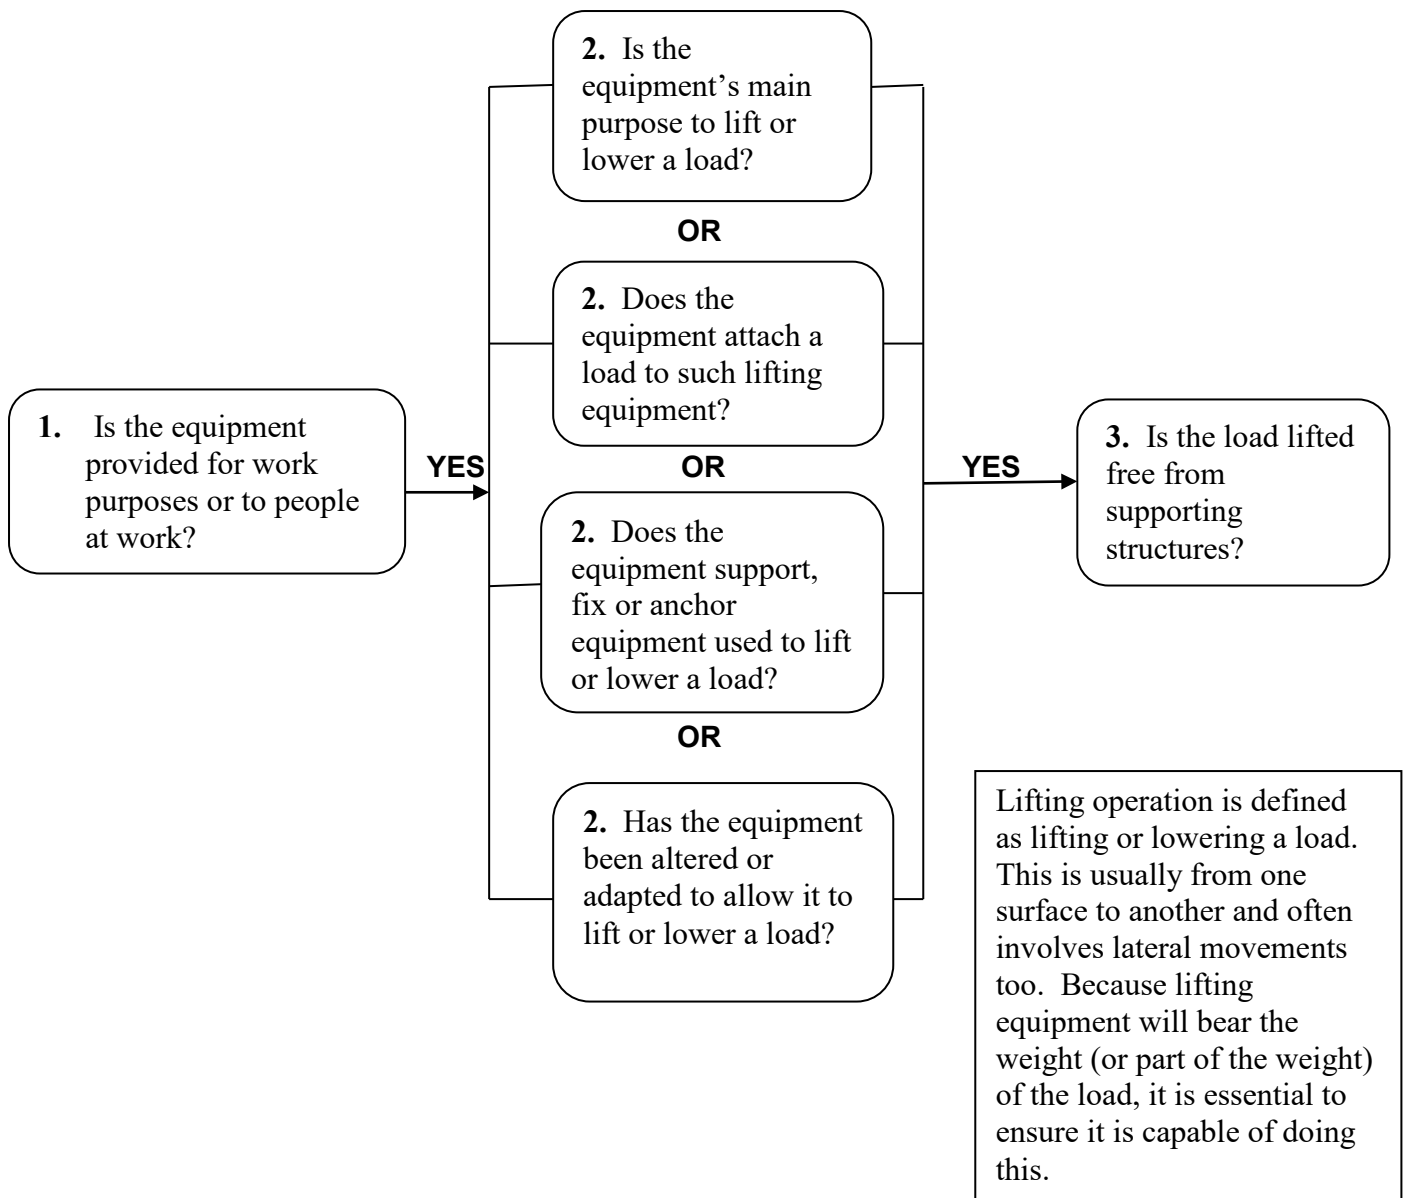 1.  Is the equipment
provided for work
purposes or to people
at work?
YES
2.  Is the
equipment’s main
purpose to lift or
lower a load?
OR
2.  Does the
equipment attach a
load to such lifting
equipment?
OR
2.  Does the
equipment support,
fix or anchor
equipment used to lift
or lower a load?
OR
2.  Has the equipment
been altered or
adapted to allow it to
lift or lower a load?
YES
3.  Is the load lifted
free from
supporting
structures?
Lifting operation is defined
as lifting or lowering a load.
This is usually from one
surface to another and often
involves lateral movements
too.  Because lifting
equipment will bear the
weight (or part of the weight)
of the load, it is essential to
ensure it is capable of doing
this.